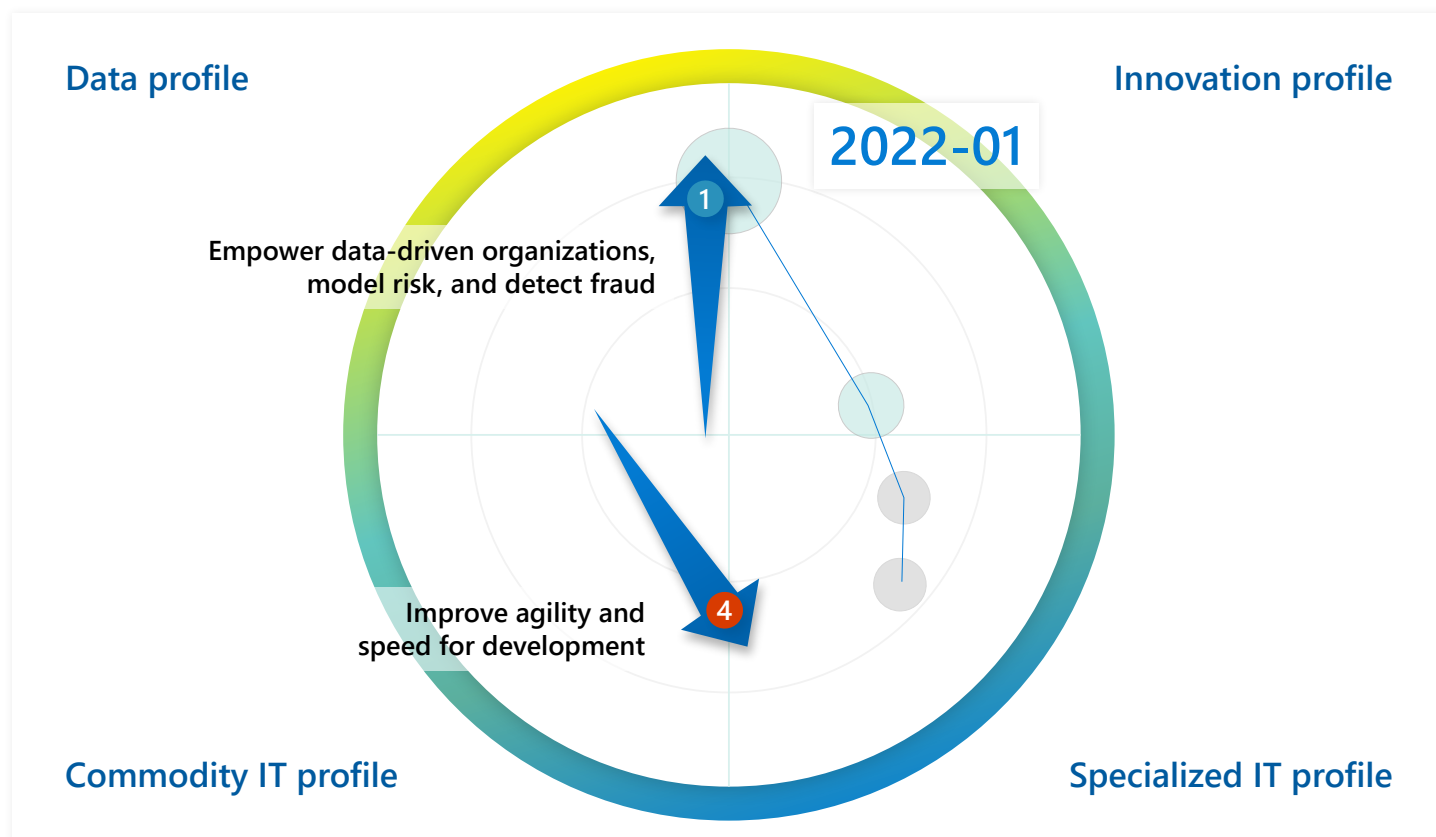 Data profile
Innovation profile
2022-01
1
Empower data-driven organizations,
model risk, and detect fraud
4
Improve agility and
speed for development
Commodity IT profile
Specialized IT profile